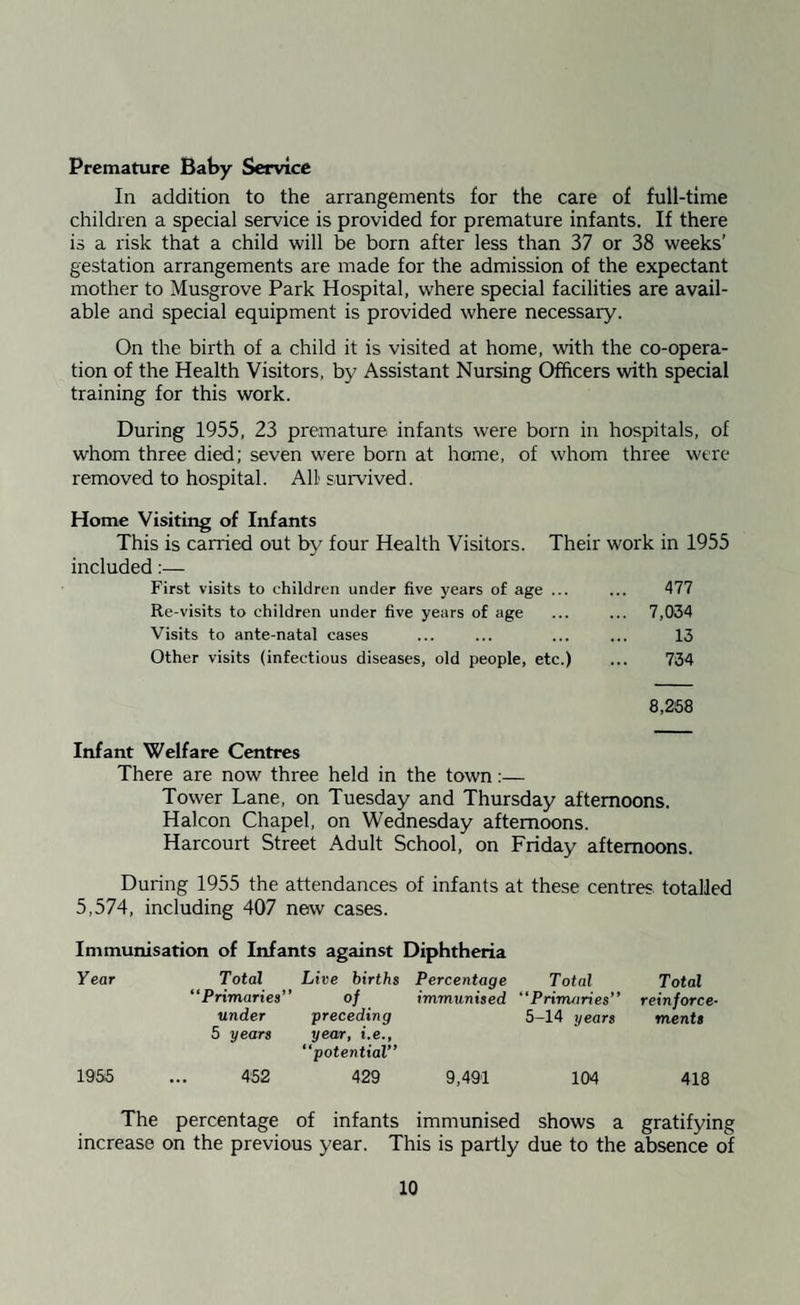 Premature Baby Service
In addition to the arrangements for the care of full-time
children a special service is provided for premature infants. If there
is a risk that a child will be born after less than 37 or 38 weeks'
gestation arrangements are made for the admission of the expectant
mother to Musgrove Park Hospital, where special facilities are avail-
able and special equipment is provided where necessary.
On the birth of a child it is visited at home, with the co-opera-
tion of the Health Visitors, by Assistant Nursing Officers with special
training for this work.
During 1955, 23 premature infants were born in hospitals, of
whom three died; seven were born at home, of whom three were
removed to hospital. All survived.
Home Visiting of Infants
This is carried out by four Health Visitors. Their work in 1955
included:—
First visits to children under five years of age ... ... 477
Re-visits to children under five years of age ... ... 7,034
Visits to ante-natal cases ... ... ... ... 13
Other visits (infectious diseases, old people, etc.) ... 734
8,258
Infant Welfare Centres
There are now three held in the town:—
Tower Lane, on Tuesday and Thursday afternoons.
Halcon Chapel, on Wednesday afternoons.
Harcourt Street Adult School, on Friday afternoons.
During 1955 the attendances of infants at these centres totalled
5,574, including 407 new cases.
Immunisation of Infants against Diphtheria
Year Total Live births Percentage Total Total
"Primaries" of immunised "Primaries" reinforce-
under preceding 5-14 years ments
5 years year, i.e.,
"potential"
1955 ... 452 429 9,491 104 418
The percentage of infants immunised shows a gratifying
increase on the previous year. This is partly due to the absence of
10